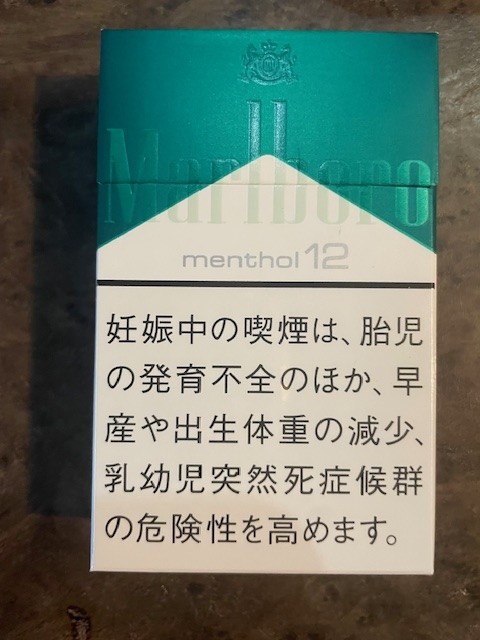 Marlboro
menthol 12
妊娠中の喫煙は、胎児
の発育不全のほか、早
産や出生体重の減少、
乳幼児突然死症候群
の危険性を高めます。